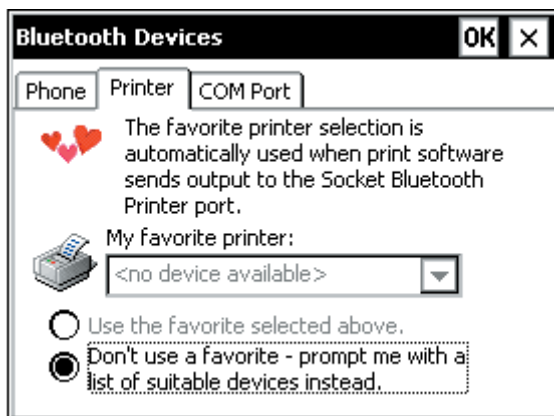 Bluetooth Devices OK ×
Phone Printer COM Port
The favorite printer selection is
automatically used when print software
sends output to the Socket Bluetooth
Printer port.
My favorite printer:
<no device available>
Use the favorite selected above.
Don't use a favorite - prompt me with a
list of suitable devices instead.